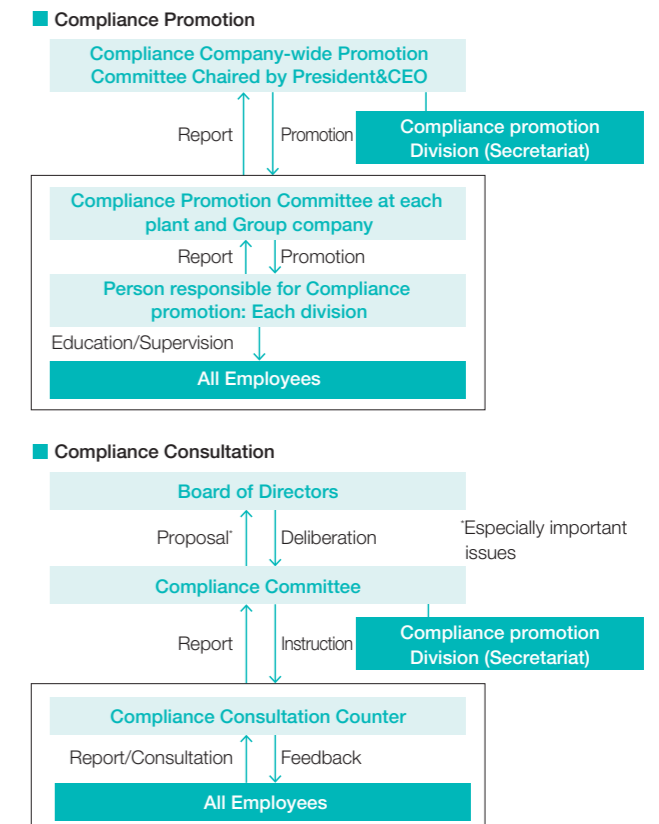 Compliance Promotion
Compliance Company-wide Promotion
Committee Chaired by President&CEO
Report
Promotion
Compliance promotion
Division (Secretariat)
Compliance Promotion Committee at each
plant and Group company
Report
Promotion
Person responsible for Compliance
promotion: Each division
Education/Supervision
All Employees
Compliance Consultation
Board of Directors
Proposal*
Deliberation
*Especially important
issues
Compliance Committee
Report
Instruction
Compliance promotion
Division (Secretariat)
Compliance Consultation Counter
Report/Consultation
Feedback
All Employees